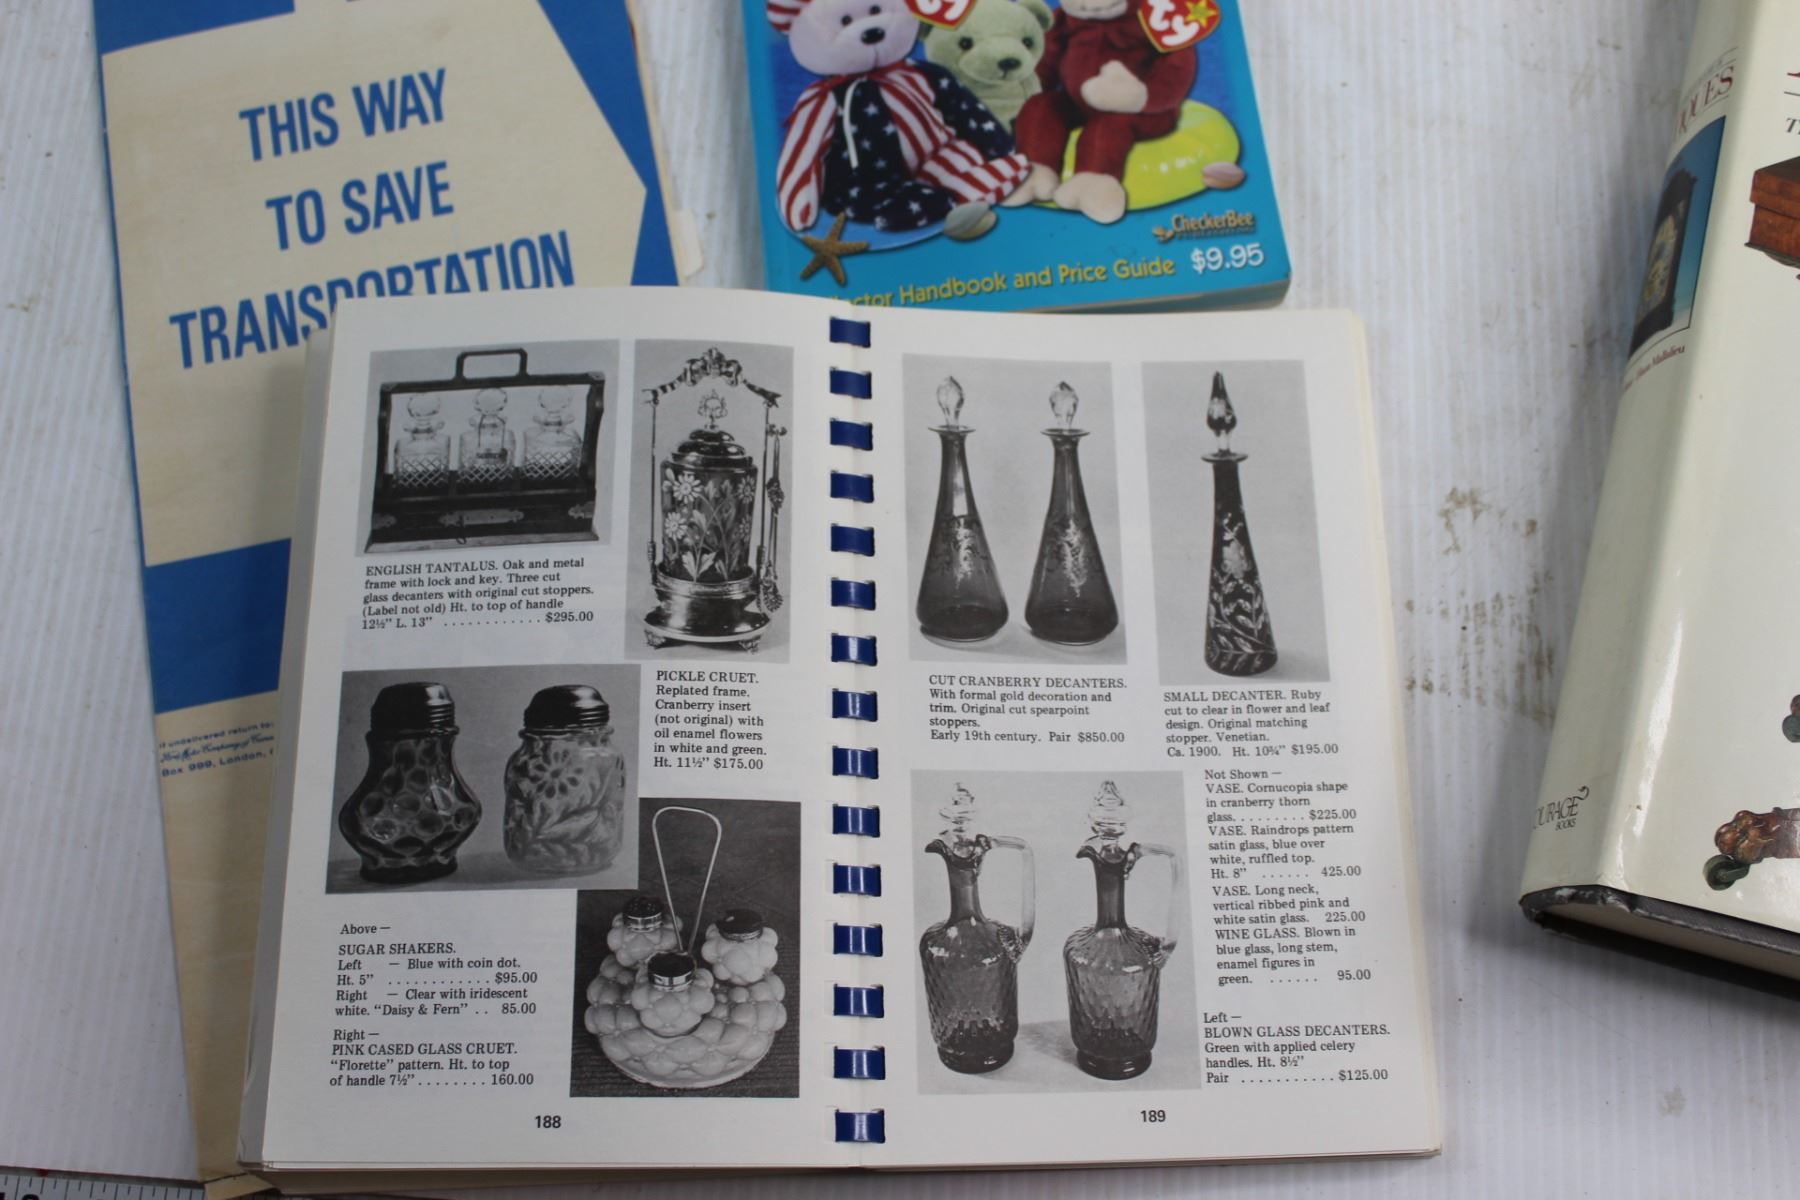 THIS WAY
TO SAVE
TRANSPORTATION
Box 999, London,
ty
ty
CheckerBee
Handbook and Price Guide $9.95
ENGLISH TANTALUS. Oak and metal
frame with lock and key. Three cut
glass decanters with original cut stoppers.
(Label not old) Ht. to top of handle
12½" L. 13" ............ $295.00
PICKLE CRUET.
Replated frame.
Cranberry insert
(not original) with
oil enamel flowers
in white and green.
Ht. 11½" $175.00
Above —
SUGAR SHAKERS.
Left — Blue with coin dot.
Ht. 5" ............ $95.00
Right — Clear with iridescent
white. "Daisy & Fern" .. 85.00
Right —
PINK CASED GLASS CRUET.
"Florette" pattern. Ht. to top
of handle 7½" ........ 160.00
188
CUT CRANBERRY DECANTERS.
With formal gold decoration and
trim. Original cut spearpoint
stoppers.
Early 19th century. Pair $850.00
SMALL DECANTER. Ruby
cut to clear in flower and leaf
design. Original matching
stopper. Venetian.
Ca. 1900. Ht. 10¾" $195.00
Not Shown —
VASE. Cornucopia shape
in cranberry thorn
glass. ........ $225.00
VASE. Raindrops pattern
satin glass, blue over
white, ruffled top.
Ht. 8" ...... 425.00
VASE. Long neck,
vertical ribbed pink and
white satin glass. 225.00
WINE GLASS. Blown in
blue glass, long stem,
enamel figures in
green. ...... 95.00
Left —
BLOWN GLASS DECANTERS.
Green with applied celery
handles. Ht. 8½"
Pair ........... $125.00
189
BOOKS